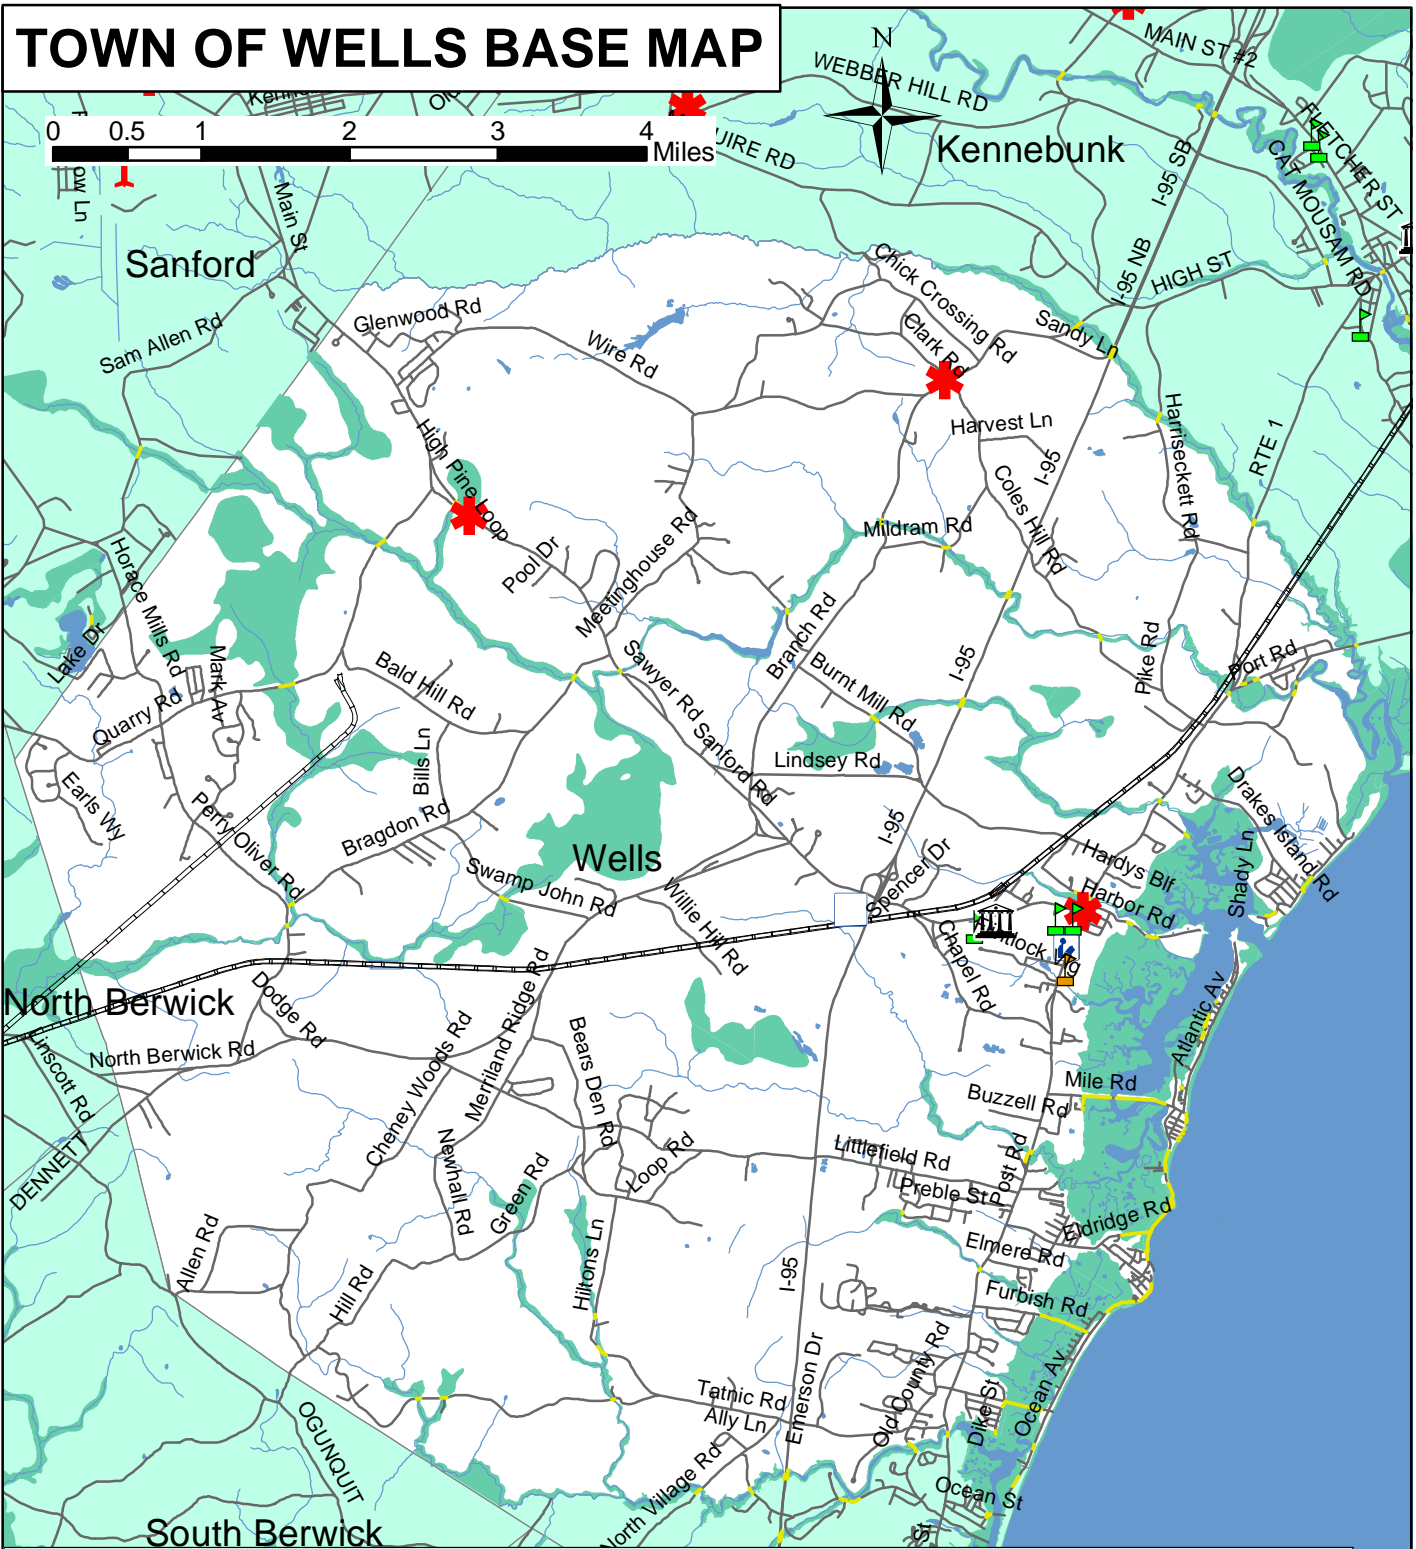 TOWN OF WELLS BASE MAP
N
MAIN ST #2
WEBBER HILL RD
0 0.5 1 2 3 4
Miles
UIRE RD
Kennebunk
I-95 SB
FLETCHER ST
CAT MOUSAM RD
ow Ln
Main St
Sanford
I-95 NB
HIGH ST
Chick Crossing Rd
Glenwood Rd
Sam Allen Rd
Wire Rd
Clark Rd
Sandy Ln
Harvest Ln
Harriseckett Rd
RTE 1
High Pine Loop
I-95
Coles Hill Rd
Mildram Rd
Pool Dr
Meetinghouse Rd
Horace Mills Rd
Lake Dr
Mark Av
Quarry Rd
Bald Hill Rd
Sawyer Rd
Branch Rd
Burnt Mill Rd
I-95
Pike Rd
Port Rd
Sanford Rd
Lindsey Rd
Bills Ln
Earls Wy
Perry Oliver Rd
Bragdon Rd
Wells
Swamp John Rd
I-95
Spencer Dr
Drakes Island Rd
Shady Ln
Hardys Blf
Harbor Rd
Willie Hill Rd
Chapel Rd
North Berwick
Dodge Rd
North Berwick Rd
Linscott Rd
Merriland Ridge Rd
Cheney Woods Rd
Bears Den Rd
Atlantic Av
Mile Rd
Buzzell Rd
DENNETT
Newhall Rd
Green Rd
Loop Rd
Littlefield Rd
Post Rd
Preble St
Eldridge Rd
Elmere Rd
Allen Rd
Hill Rd
Hiltons Ln
I-95
Furbish Rd
Old County Rd
Emerson Dr
Tatnic Rd
Ally Ln
Dike St
Ocean Av
OGUNQUIT
North Village Rd
Ocean St
South Berwick
St